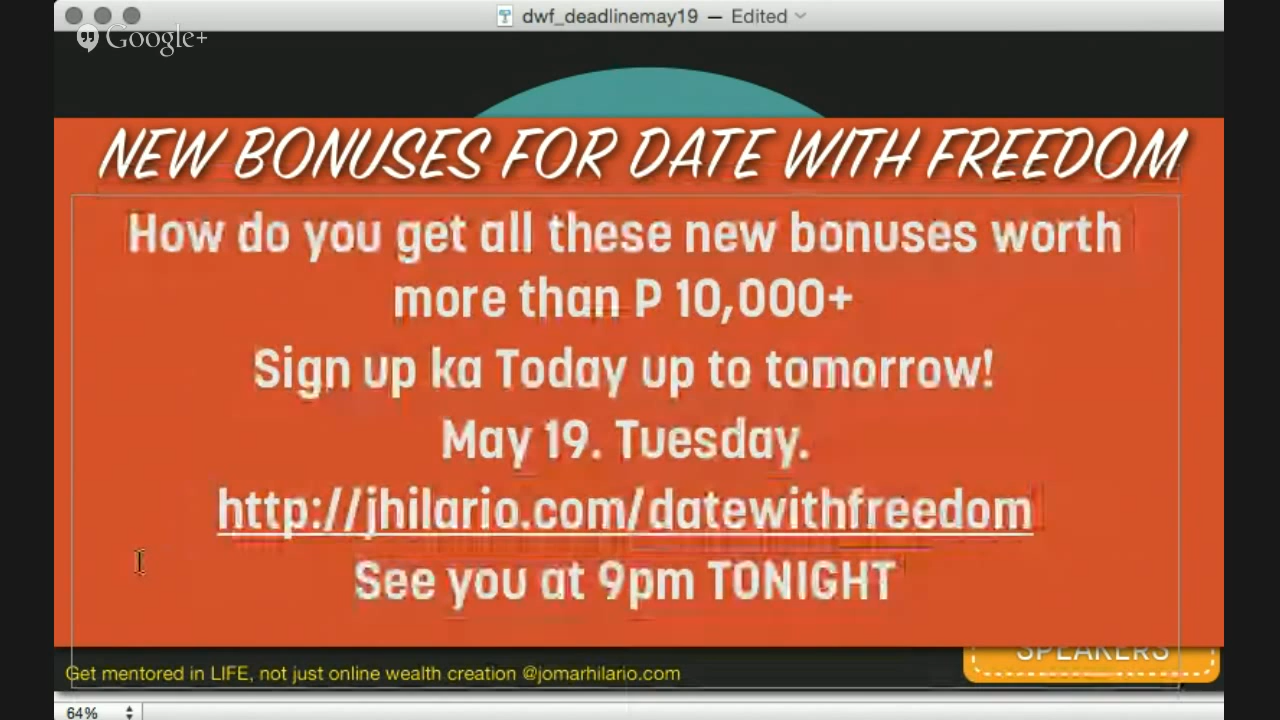 dwf_deadlinemay19 — Edited
Google+
NEW BONUSES FOR DATE WITH FREEDOM
How do you get all these new bonuses worth
more than P 10,000+
Sign up ka Today up to tomorrow!
May 19. Tuesday.
http://jhilario.com/datewithfreedom
See you at 9pm TONIGHT
SPEAKERS
Get mentored in LIFE, not just online wealth creation @jomarhilario.com
64%